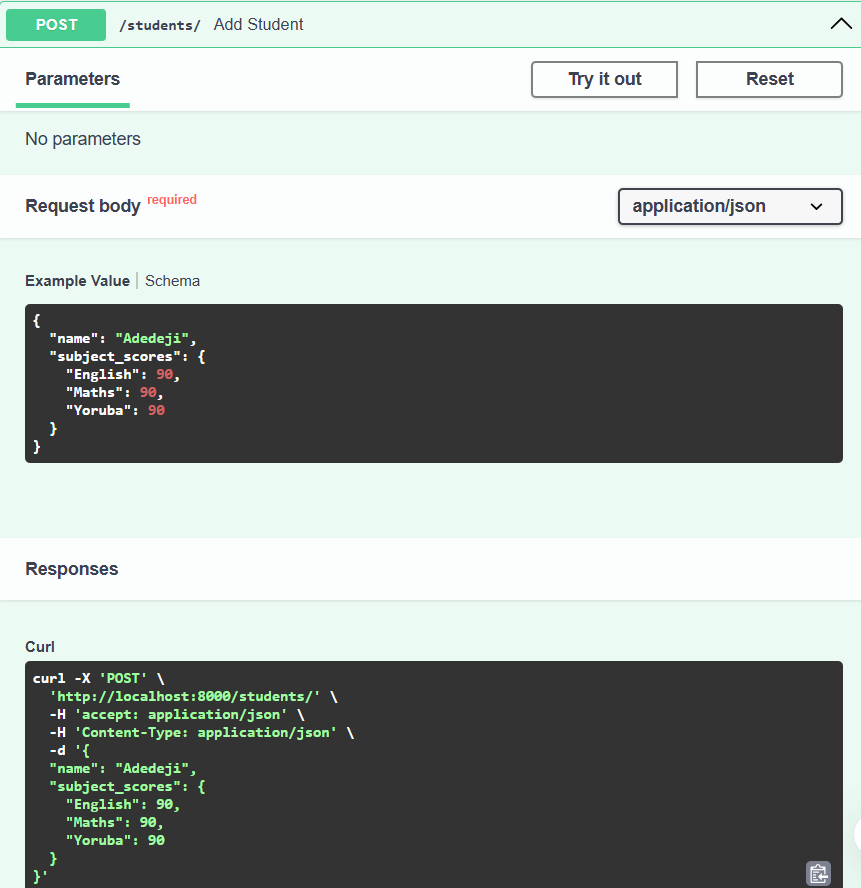 POST /students/ Add Student
Parameters
Try it out
Reset
No parameters
Request body required
application/json
Example Value | Schema
{
  "name": "Adedeji",
  "subject_scores": {
    "English": 90,
    "Maths": 90,
    "Yoruba": 90
  }
}
Responses
Curl
curl -X 'POST' \
  'http://localhost:8000/students/' \
  -H 'accept: application/json' \
  -H 'Content-Type: application/json' \
  -d '{
  "name": "Adedeji",
  "subject_scores": {
    "English": 90,
    "Maths": 90,
    "Yoruba": 90
  }
}'